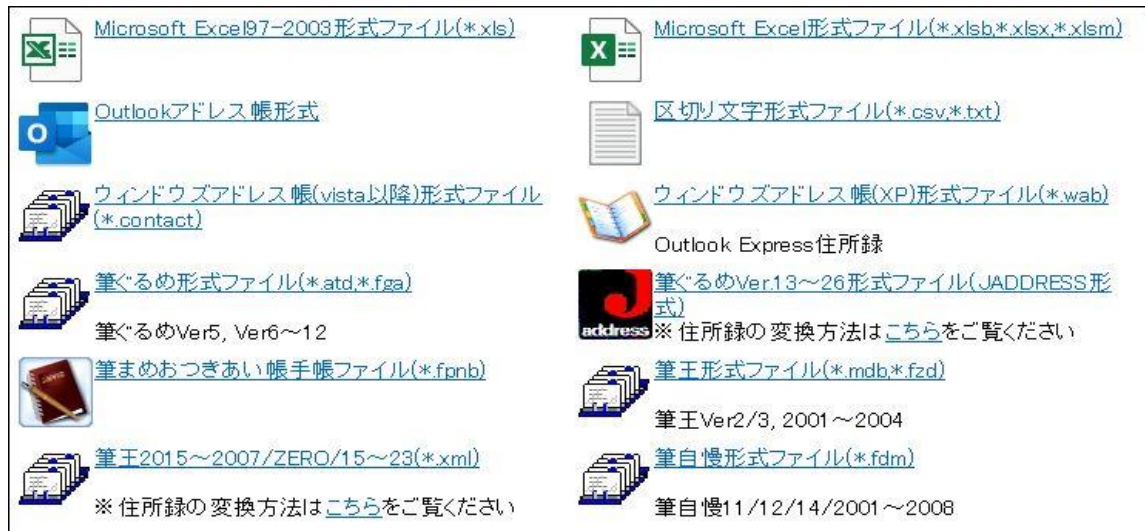 Microsoft Excel97-2003形式ファイル(*.xls)
Microsoft Excel形式ファイル(*.xlsb,*.xlsx,*.xlsm)
Outlookアドレス帳形式
区切り文字形式ファイル(*.csv,*.txt)
ウィンドウズアドレス帳(vista以降)形式ファイル
(*.contact)
ウィンドウズアドレス帳(XP)形式ファイル(*.wab)
Outlook Express住所録
筆ぐるめ形式ファイル(*.atd,*.fga)
筆ぐるめVer5, Ver6～12
address
筆ぐるめVer.13～26形式ファイル(JADDRESS形
式)
※住所録の変換方法はこちらをご覧ください
筆まめおつきあい帳手帳ファイル(*.fpnb)
筆王形式ファイル(*.mdb,*.fzd)
筆王Ver2/3, 2001～2004
筆王2015～2007/ZERO/15～23(*.xml)
※住所録の変換方法はこちらをご覧ください
筆自慢形式ファイル(*.fdm)
筆自慢11/12/14/2001～2008